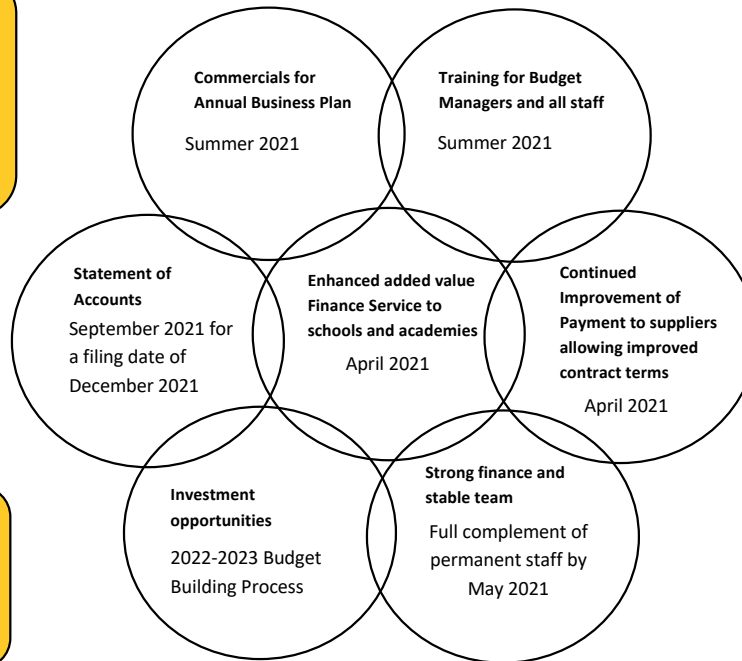 Commercials for
Annual Business Plan
Summer 2021
Training for Budget
Managers and all staff
Summer 2021
Statement of
Accounts
September 2021 for
a filing date of
December 2021
Enhanced added value
Finance Service to
schools and academies
April 2021
Continued
Improvement of
Payment to suppliers
allowing improved
contract terms
April 2021
Investment
opportunities
2022-2023 Budget
Building Process
Strong finance and
stable team
Full complement of
permanent staff by
May 2021